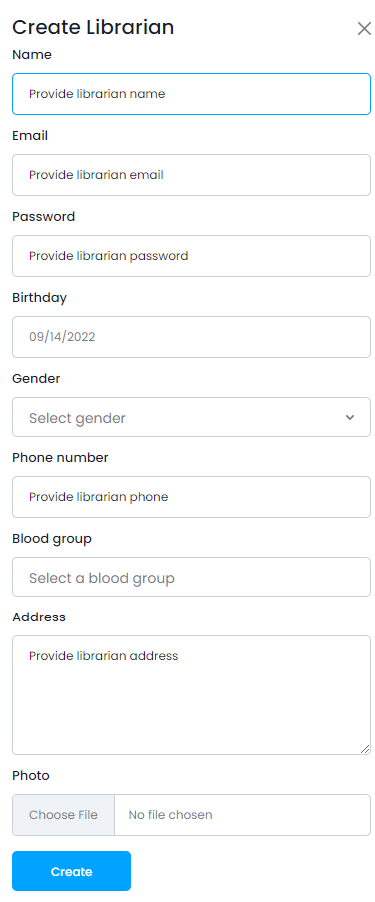 Create Librarian
Name
Provide librarian name
Email
Provide librarian email
Password
Provide librarian password
Birthday
09/14/2022
Gender
Select gender
Phone number
Provide librarian phone
Blood group
Select a blood group
Address
Provide librarian address
Photo
Choose File No file chosen
Create